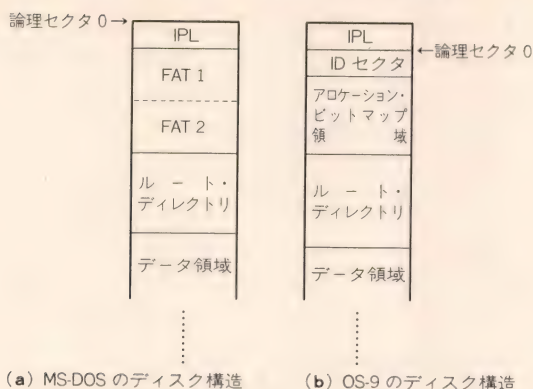 論理セクタ0→
IPL
FAT 1
FAT 2
ルート・
ディレクトリ
データ領域
(a) MS-DOS のディスク構造
IPL
←論理セクタ0
ID セクタ
アロケーション・
ビットマップ
領域
ルート・
ディレクトリ
データ領域
(b) OS-9 のディスク構造